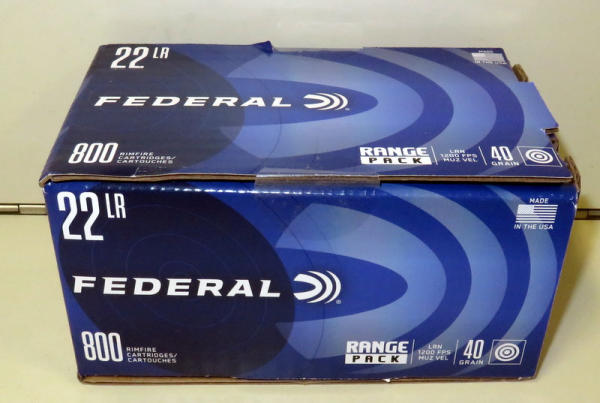 22 LR
MADE
IN THE USA
FEDERAL
800 RIMFIRE
CARTRIDGES/
CARTOUCHES
RANGE
PACK
LRN
1200 FPS
MUZ VEL
40
GRAIN
22 LR
MADE
IN THE USA
FEDERAL®
800 RIMFIRE
CARTRIDGES/
CARTOUCHES
RANGE
PACK
LRN
1200 FPS
MUZ VEL
40
GRAIN